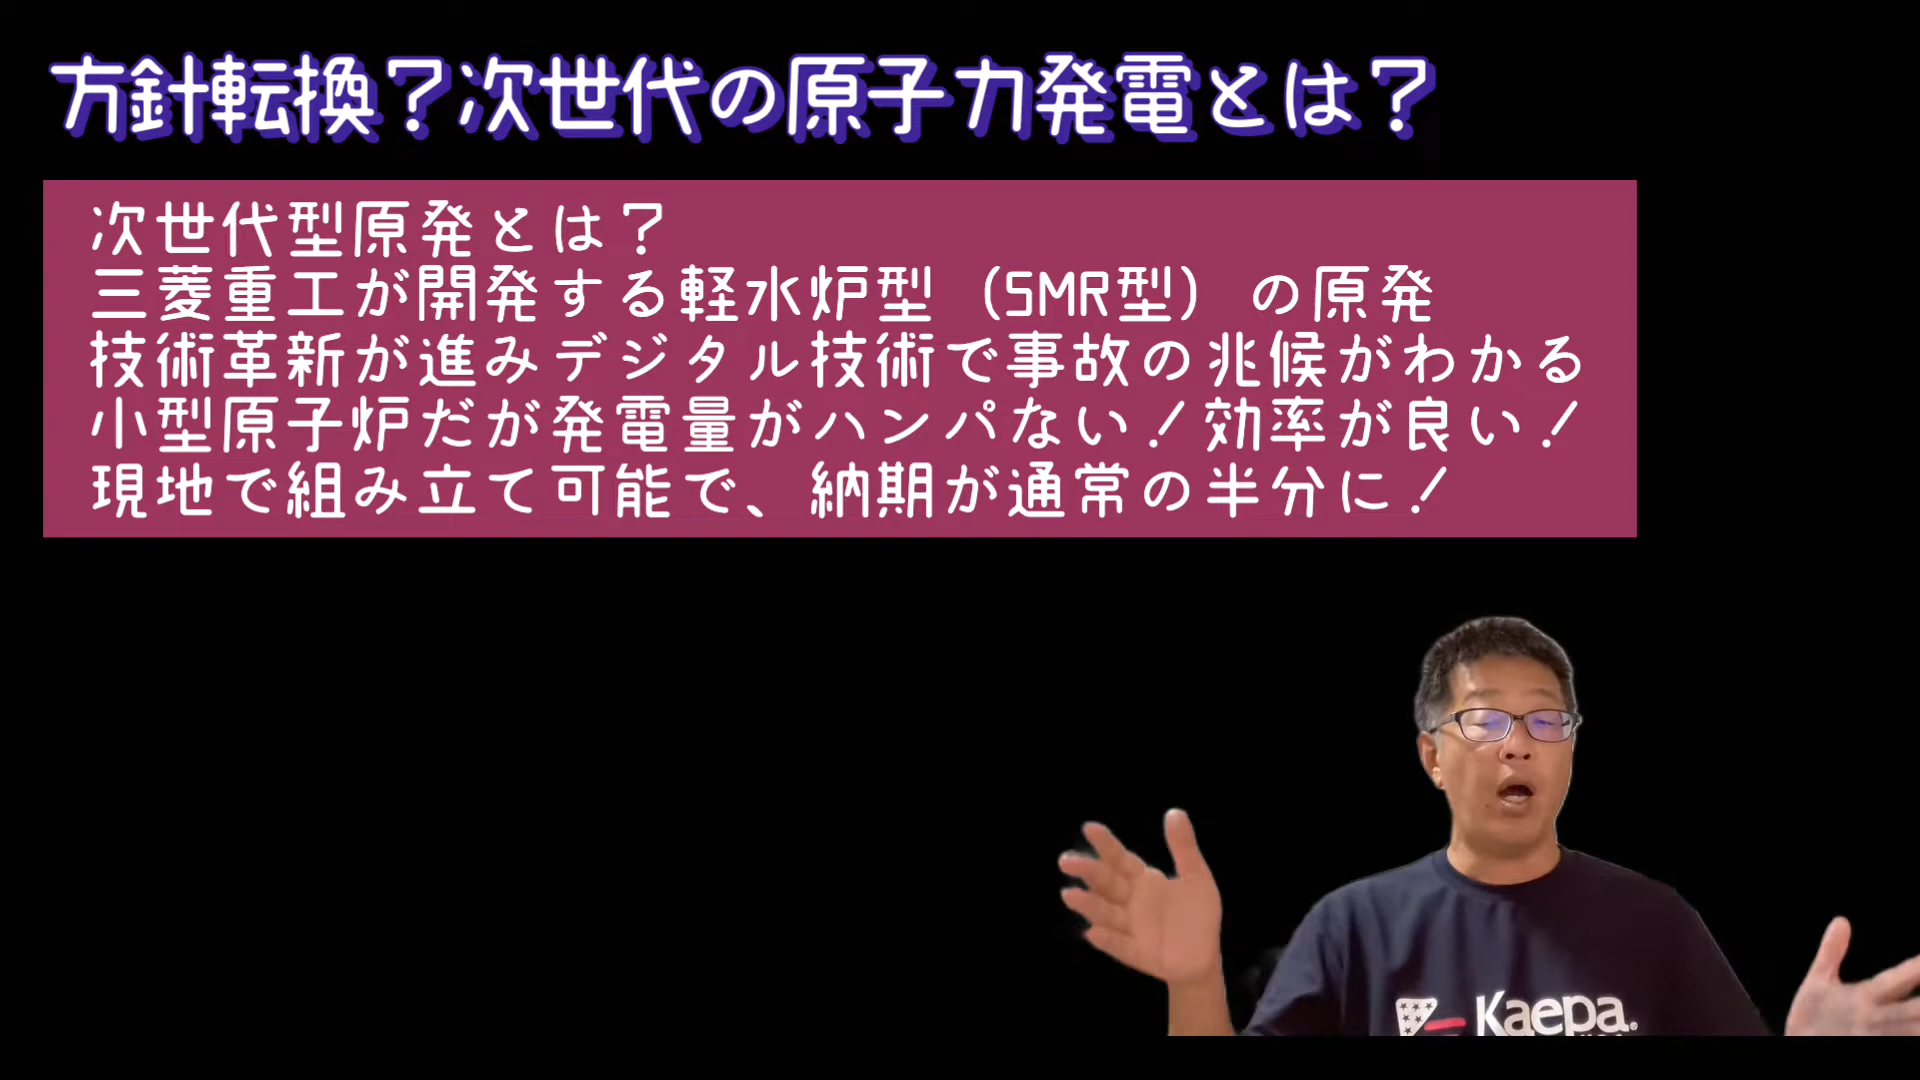 方針転換？次世代の原子力発電とは？
次世代型原発とは？
三菱重工が開発する軽水炉型（SMR型）の原発
技術革新が進みデジタル技術で事故の兆候がわかる
小型原子炉だが発電量がハンパない！効率が良い！
現地で組み立て可能で、納期が通常の半分に！
Kaepa®